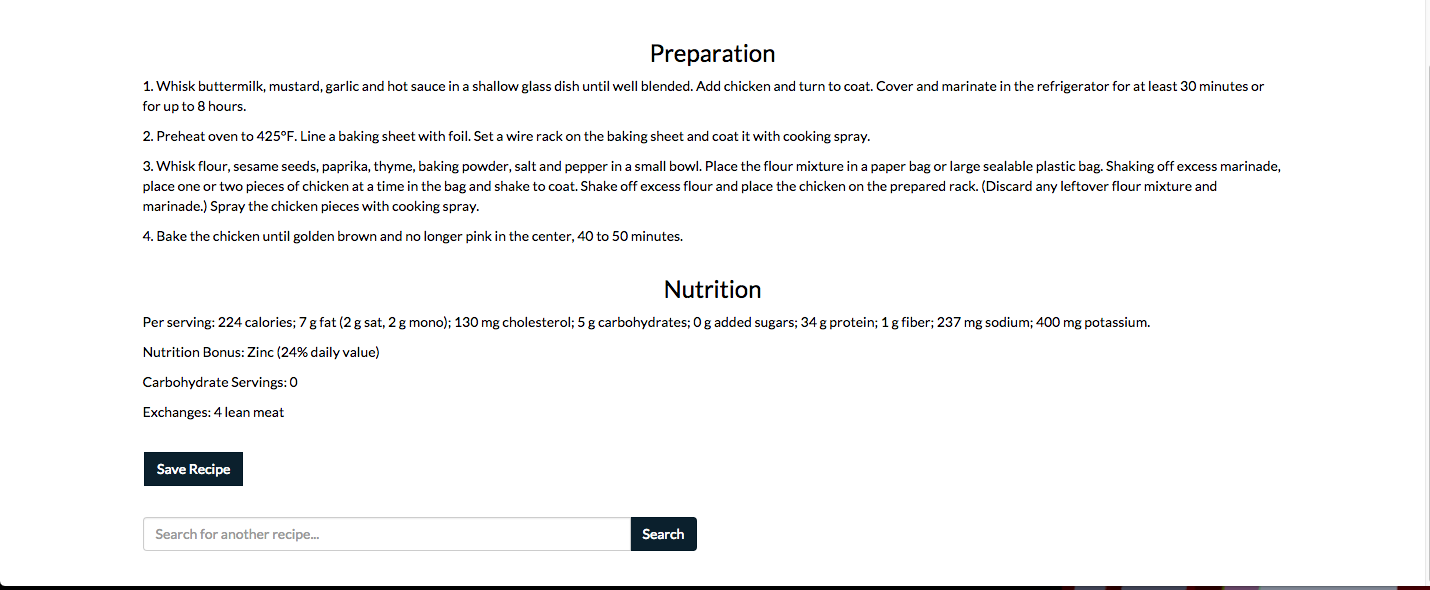 Preparation
1. Whisk buttermilk, mustard, garlic and hot sauce in a shallow glass dish until well blended. Add chicken and turn to coat. Cover and marinate in the refrigerator for at least 30 minutes or
for up to 8 hours.
2. Preheat oven to 425°F. Line a baking sheet with foil. Set a wire rack on the baking sheet and coat it with cooking spray.
3. Whisk flour, sesame seeds, paprika, thyme, baking powder, salt and pepper in a small bowl. Place the flour mixture in a paper bag or large sealable plastic bag. Shaking off excess marinade,
place one or two pieces of chicken at a time in the bag and shake to coat. Shake off excess flour and place the chicken on the prepared rack. (Discard any leftover flour mixture and
marinade.) Spray the chicken pieces with cooking spray.
4. Bake the chicken until golden brown and no longer pink in the center, 40 to 50 minutes.
Nutrition
Per serving: 224 calories; 7 g fat (2 g sat, 2 g mono); 130 mg cholesterol; 5 g carbohydrates; 0 g added sugars; 34 g protein; 1 g fiber; 237 mg sodium; 400 mg potassium.
Nutrition Bonus: Zinc (24% daily value)
Carbohydrate Servings: 0
Exchanges: 4 lean meat
Save Recipe
Search for another recipe...
Search